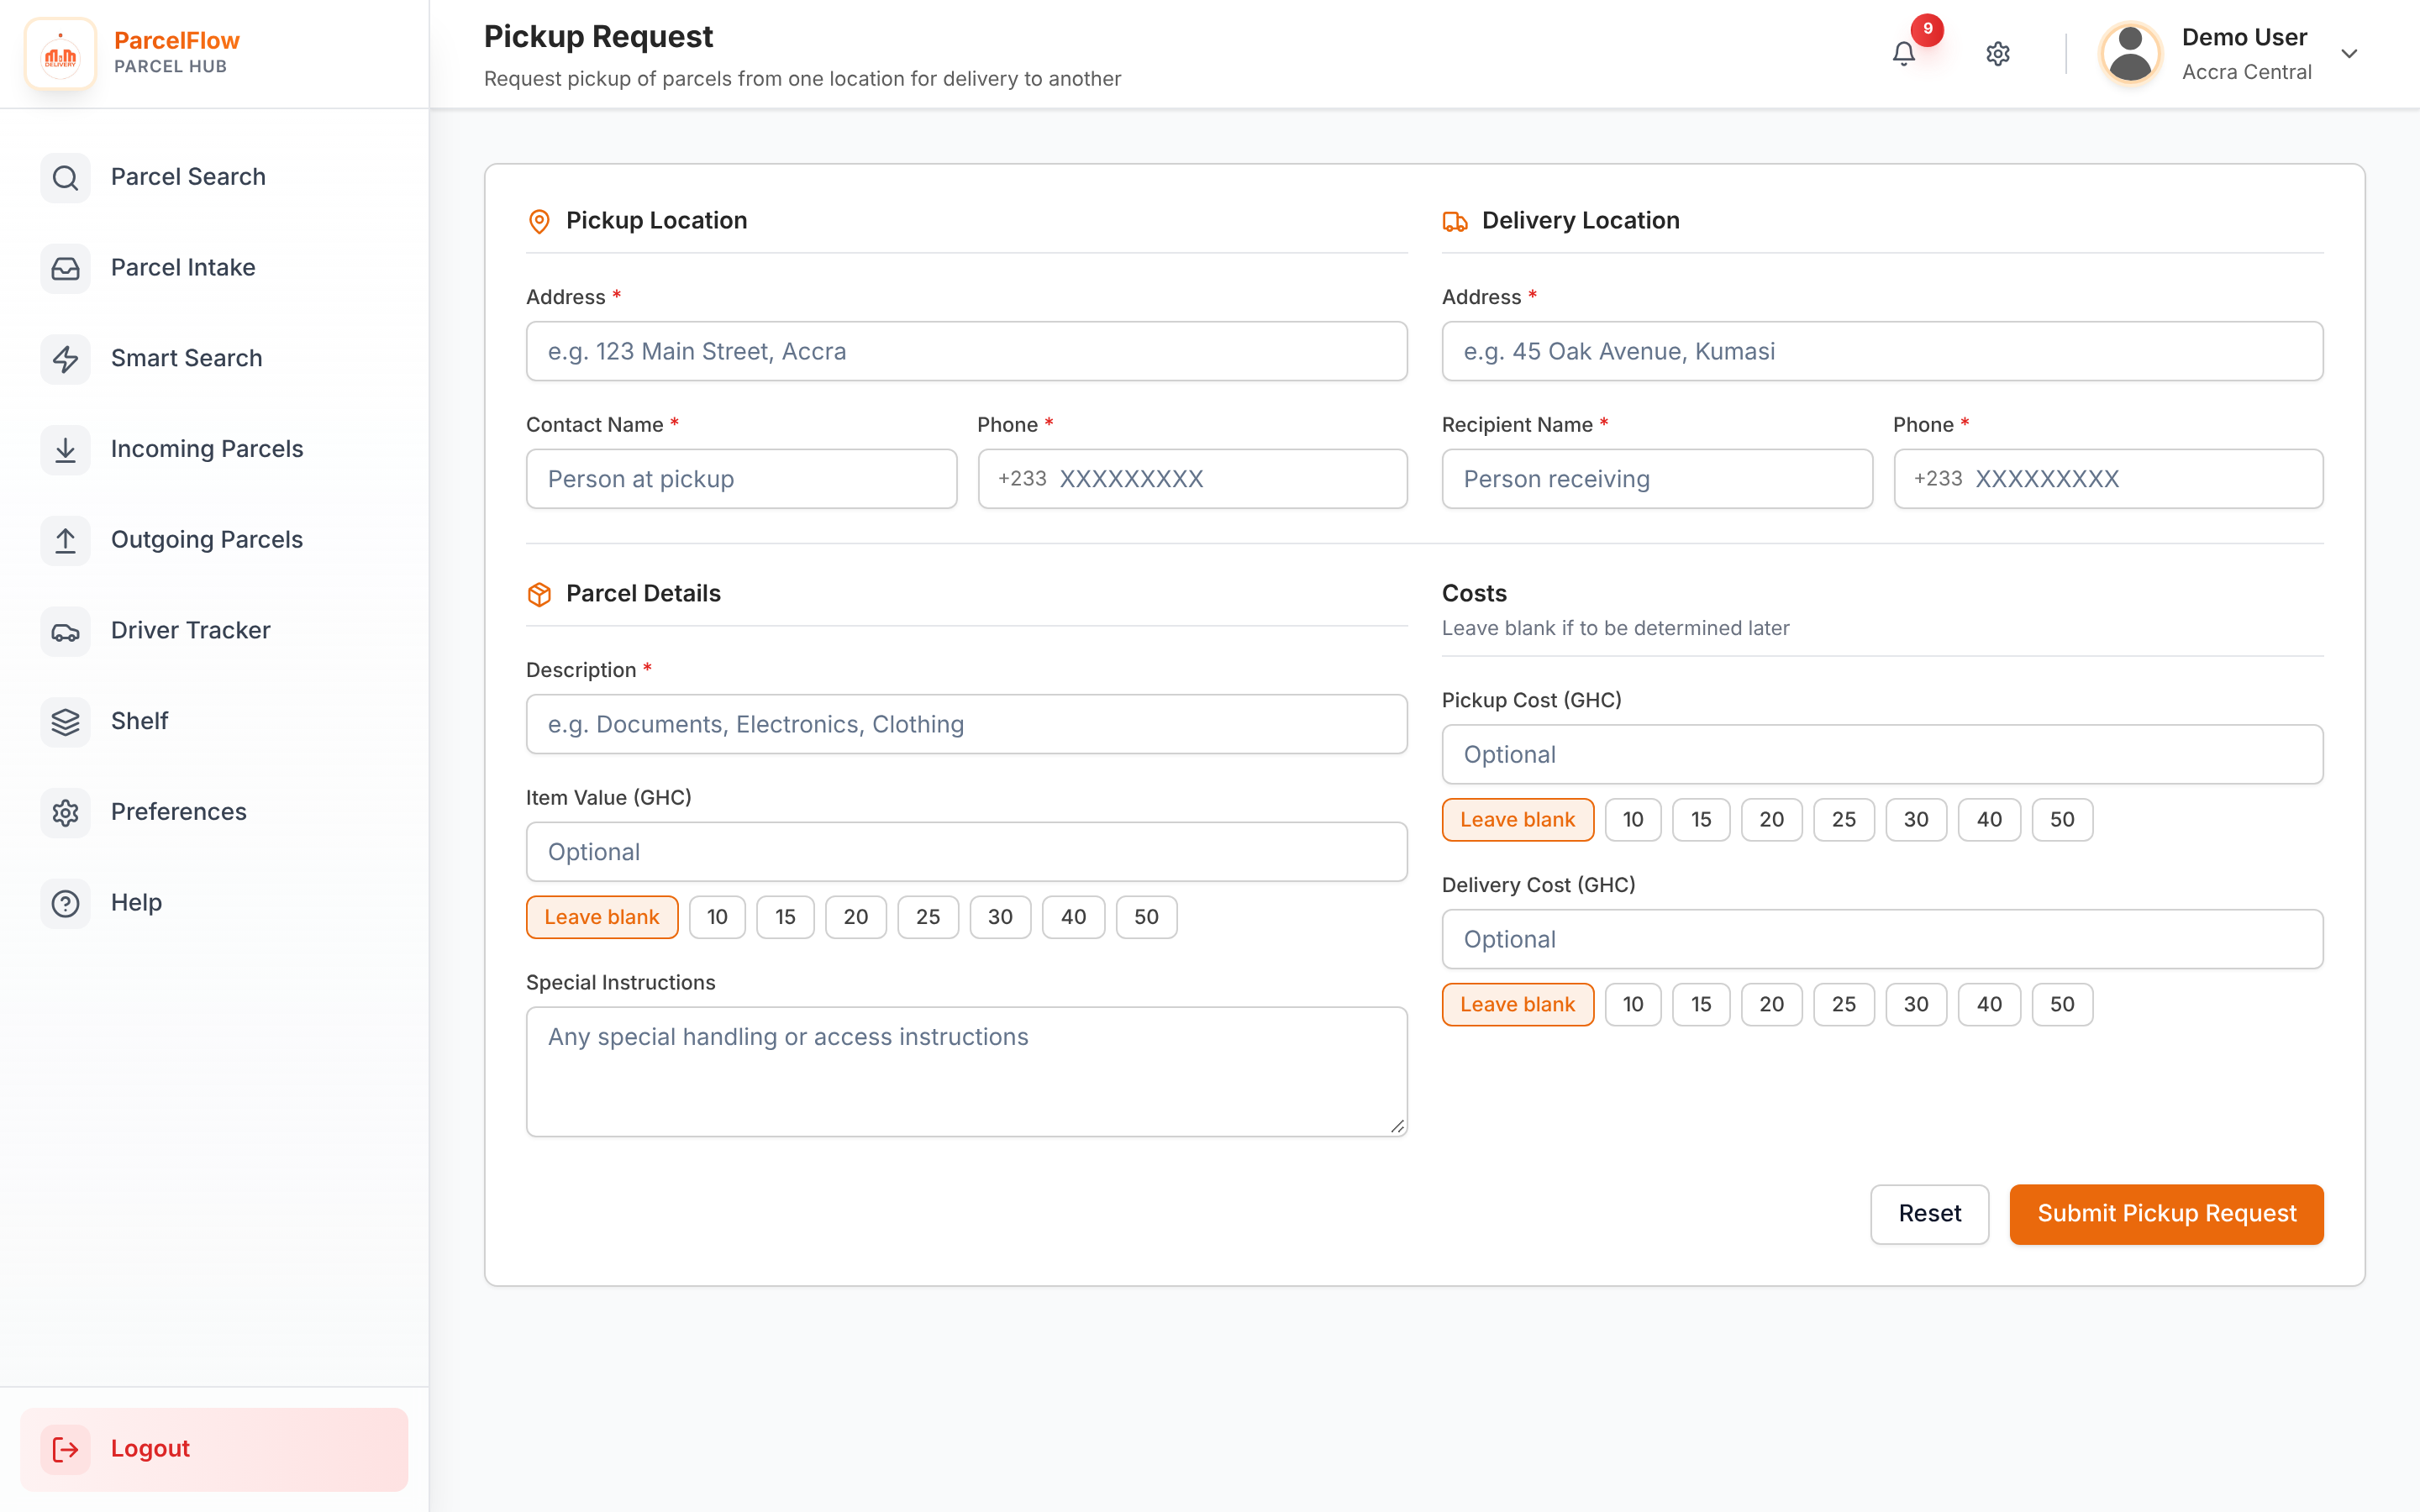 DELIVERY
ParcelFlow
PARCEL HUB
Parcel Search
Parcel Intake
Smart Search
Incoming Parcels
Outgoing Parcels
Driver Tracker
Shelf
Preferences
Help
Logout
Pickup Request
Request pickup of parcels from one location for delivery to another
9
Demo User
Accra Central
Pickup Location
Address *
e.g. 123 Main Street, Accra
Contact Name * Phone *
Person at pickup +233 XXXXXXXXX
Delivery Location
Address *
e.g. 45 Oak Avenue, Kumasi
Recipient Name * Phone *
Person receiving +233 XXXXXXXXX
Parcel Details
Description *
e.g. Documents, Electronics, Clothing
Item Value (GHC)
Optional
Leave blank 10 15 20 25 30 40 50
Special Instructions
Any special handling or access instructions
Costs
Leave blank if to be determined later
Pickup Cost (GHC)
Optional
Leave blank 10 15 20 25 30 40 50
Delivery Cost (GHC)
Optional
Leave blank 10 15 20 25 30 40 50
Reset Submit Pickup Request